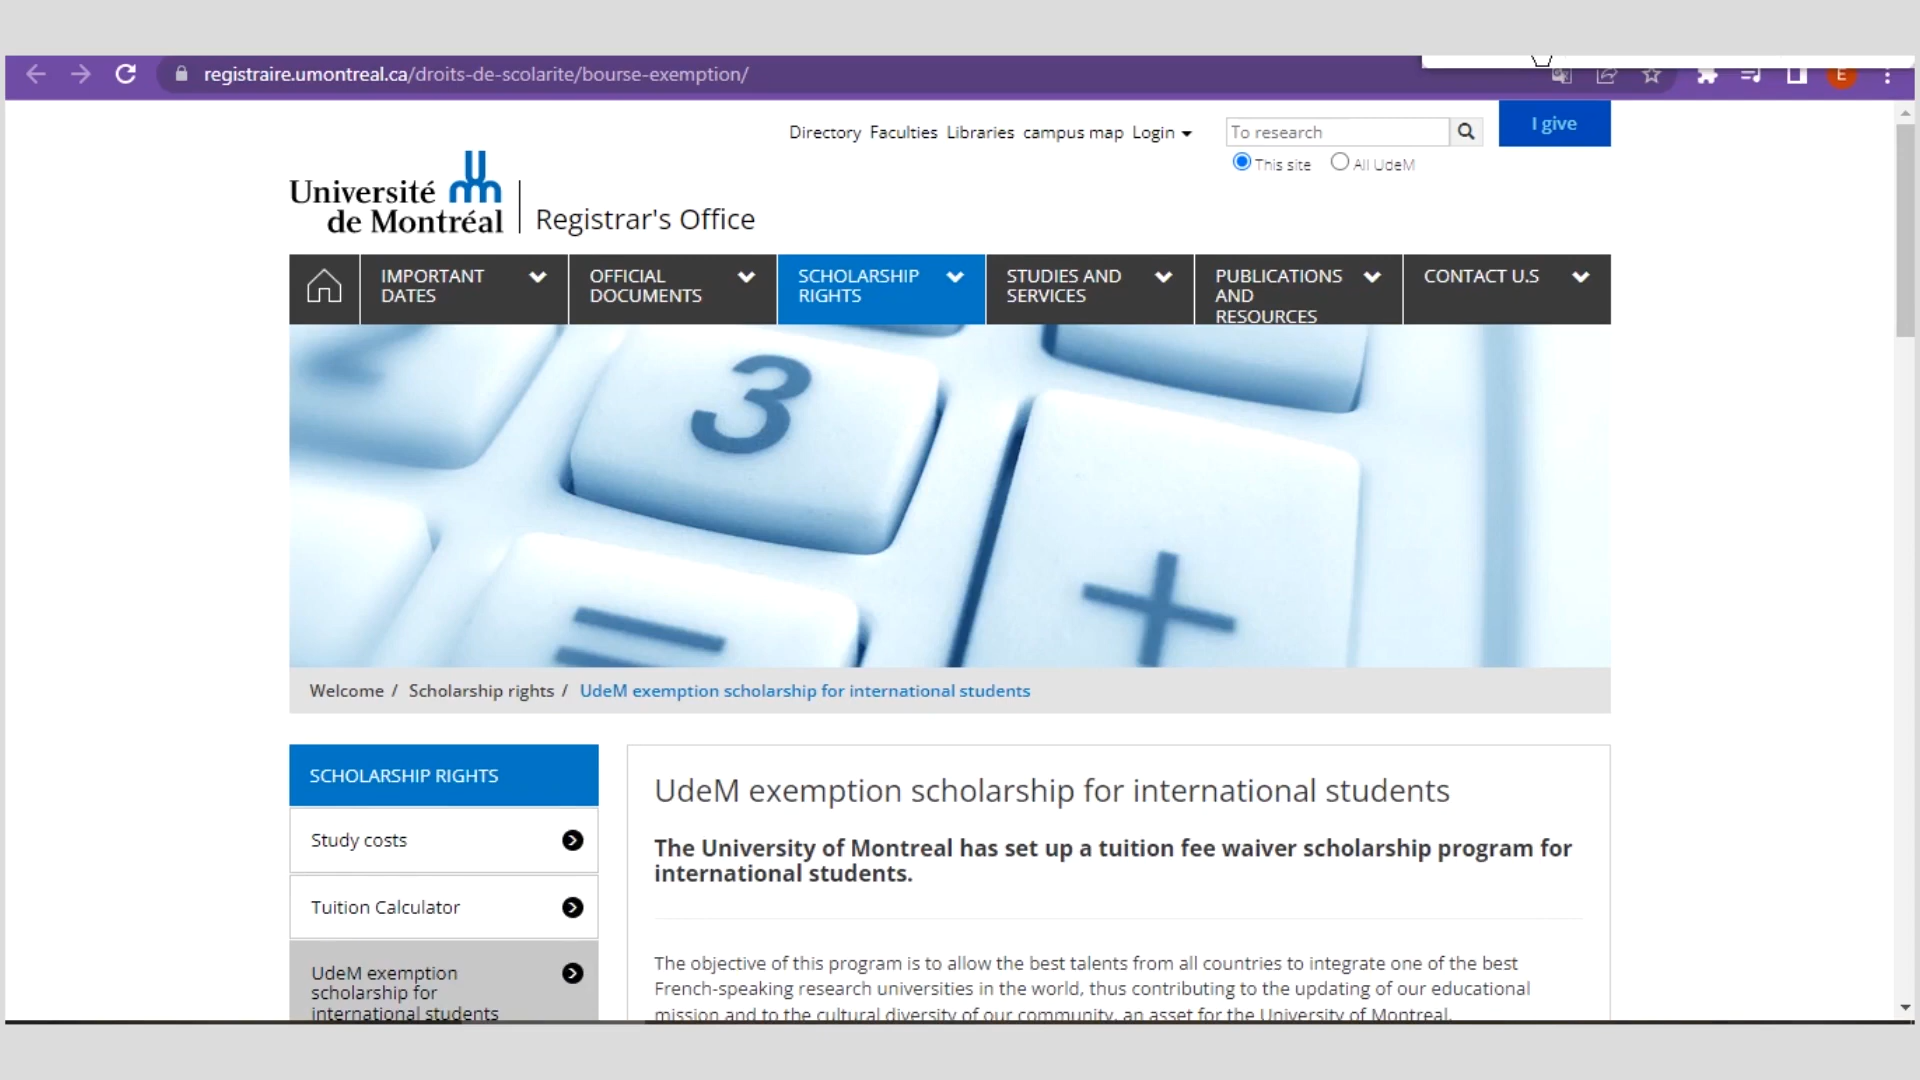 registraire.umontreal.ca/droits-de-scolarite/bourse-exemption/
E
Directory Faculties Libraries campus map Login
To research
I give
This site All UdeM
Université
de Montréal
Registrar's Office
IMPORTANT
DATES
OFFICIAL
DOCUMENTS
SCHOLARSHIP
RIGHTS
STUDIES AND
SERVICES
PUBLICATIONS
AND
RESOURCES
CONTACT U.S
2
3
=
+
Welcome / Scholarship rights / UdeM exemption scholarship for international students
SCHOLARSHIP RIGHTS
Study costs
Tuition Calculator
UdeM exemption
scholarship for
international students
UdeM exemption scholarship for international students
The University of Montreal has set up a tuition fee waiver scholarship program for
international students.
The objective of this program is to allow the best talents from all countries to integrate one of the best
French-speaking research universities in the world, thus contributing to the updating of our educational
mission and to the cultural diversity of our community, an asset for the University of Montreal.